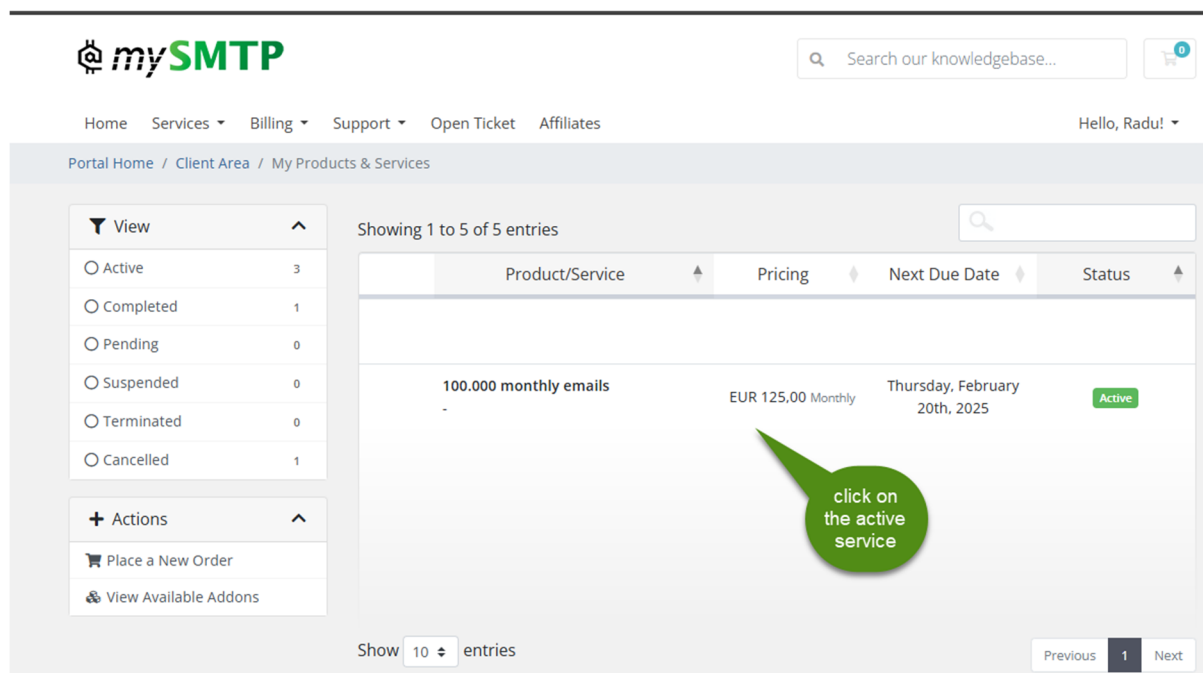 mySMTP
Search our knowledgebase...
0
Home Services Billing Support Open Ticket Affiliates Hello, Radu!
Portal Home / Client Area / My Products & Services
View
Active 3
Completed 1
Pending 0
Suspended 0
Terminated 0
Cancelled 1
Actions
Place a New Order
View Available Addons
Showing 1 to 5 of 5 entries
Product/Service Pricing Next Due Date Status
100.000 monthly emails
-
EUR 125,00 Monthly
Thursday, February
20th, 2025
Active
click on
the active
service
Show 10 entries
Previous 1 Next